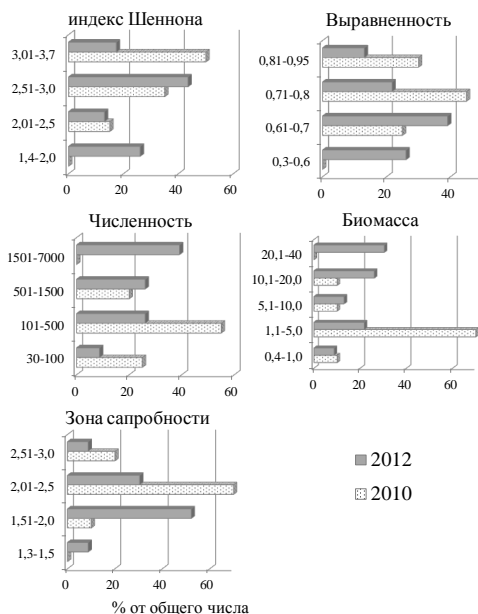 индекс Шеннона
3,01-3,7
2,51-3,0
2,01-2,5
1,4-2,0
0 20 40 60
Выравненность
0,81-0,95
0,71-0,8
0,61-0,7
0,3-0,6
0 20 40
Численность
1501-7000
501-1500
101-500
30-100
0 20 40 60
Биомасса
20,1-40
10,1-20,0
5,1-10,0
1,1-5,0
0,4-1,0
0 20 40 60
Зона сапробности
2,51-3,0
2,01-2,5
1,51-2,0
1,3-1,5
0 20 40 60
% от общего числа
2012
2010